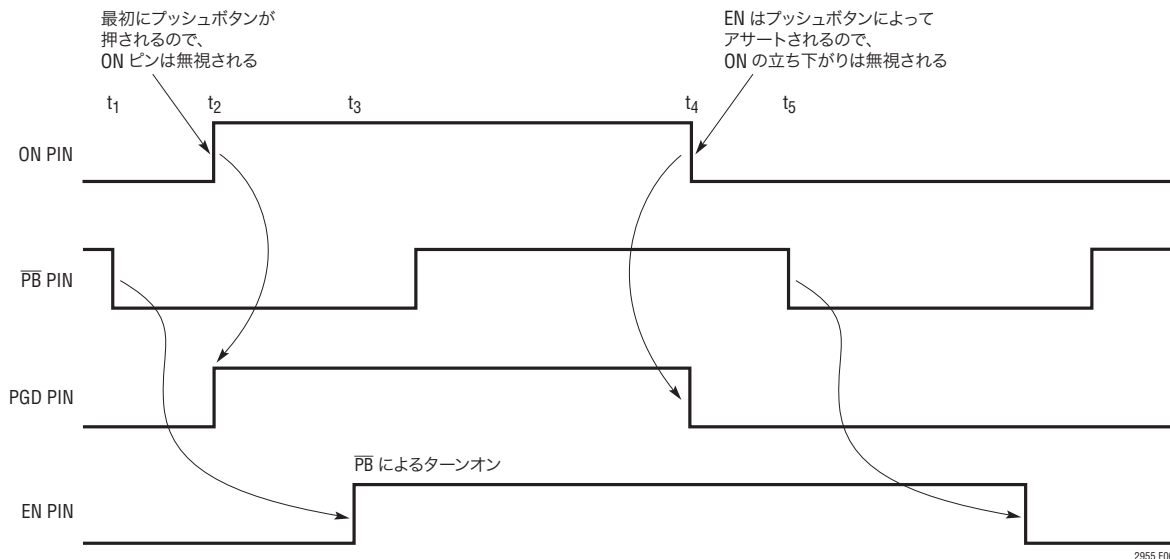 最初にプッシュボタンが
押されるので、
ON ピンは無視される
EN はプッシュボタンによって
アサートされるので、
ON の立ち下がりは無視される
t1 t2 t3 t4 t5
ON PIN
PB PIN
PGD PIN
PB によるターンオン
EN PIN